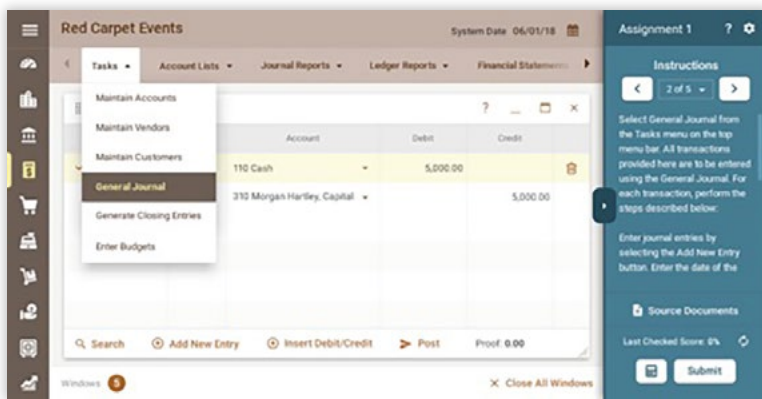 Red Carpet Events
System Date 06/01/18
Tasks
Account Lists
Journal Reports
Ledger Reports
Financial Statements
Maintain Accounts
Maintain Vendors
Maintain Customers
General Journal
Generate Closing Entries
Enter Budgets
?
Account
Debit
Credit
110 Cash
5,000.00
310 Morgan Hartley, Capital
5,000.00
Search
Add New Entry
Insert Debit/Credit
Post
Proof: 0.00
Windows 5
Close All Windows
Assignment 1
?
Instructions
2 of 5
Select General Journal from
the Tasks menu on the top
menu bar. All transactions
provided here are to be entered
using the General Journal. For
each transaction, perform the
steps described below:
Enter journal entries by
selecting the Add New Entry
button. Enter the date of the
Source Documents
Last Checked Score: 0%
Submit